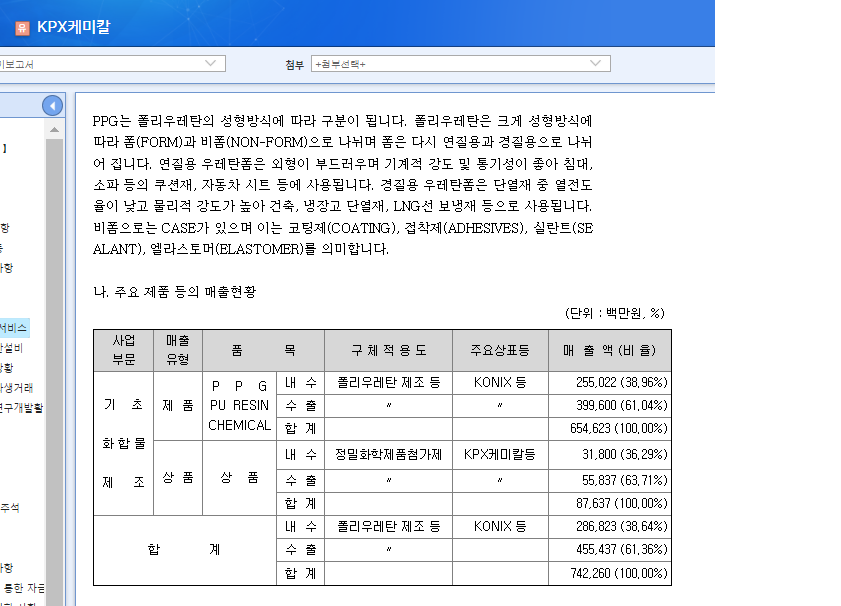 유 KPX케미칼
보고서
첨부 +첨부선택+
】
항
사항
서비스
산설비
상황
생거래
연구개발활
주석
사항
통한 자금
PPG는 폴리우레탄의 성형방식에 따라 구분이 됩니다. 폴리우레탄은 크게 성형방식에
따라 폼(FORM)과 비폼(NON-FORM)으로 나뉘며 폼은 다시 연질용과 경질용으로 나뉘
어 집니다. 연질용 우레탄폼은 외형이 부드러우며 기계적 강도 및 통기성이 좋아 침대,
소파 등의 쿠션재, 자동차 시트 등에 사용됩니다. 경질용 우레탄폼은 단열재 중 열전도
율이 낮고 물리적 강도가 높아 건축, 냉장고 단열재, LNG선 보냉재 등으로 사용됩니다.
비폼으로는 CASE가 있으며 이는 코팅제(COATING), 접착제(ADHESIVES), 실란트(SE
ALANT), 엘라스토머(ELASTOMER)를 의미합니다.
나. 주요 제품 등의 매출현황
(단위 : 백만원, %)
사업 부문 매출 유형 품 목 구 체 적 용 도 주요상표등 매 출 액 (비 율)
기 초 화 합 물 제 조 제 품 P P G PU RESIN CHEMICAL 내 수 폴리우레탄 제조 등 KONIX 등 255,022 (38,96%)
수 출 〃 〃 399,600 (61,04%)
합 계 654,623 (100,00%)
상 품 상 품 내 수 정밀화학제품첨가제 KPX케미칼등 31,800 (36,29%)
수 출 〃 〃 55,837 (63,71%)
합 계 87,637 (100,00%)
합 계 내 수 폴리우레탄 제조 등 KONIX 등 286,823 (38,64%)
수 출 〃 455,437 (61,36%)
합 계 742,260 (100,00%)